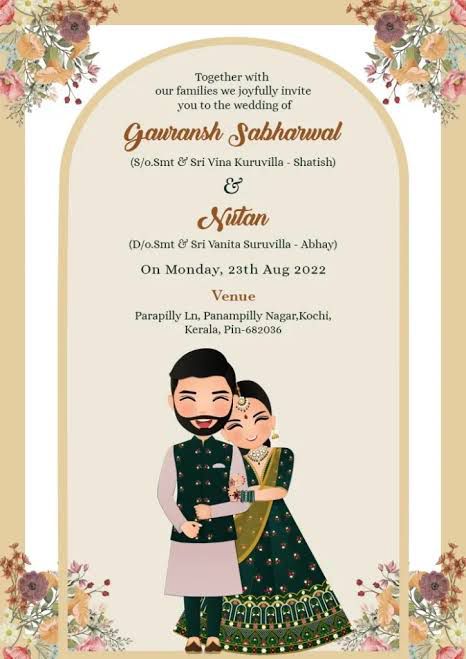 Together with
our families we joyfully invite
you to the wedding of
Gauransh Sabharwal
(S/o.Smt & Sri Vina Kuruvilla - Shatish)
&
Nutan
(D/o.Smt & Sri Vanita Suruvilla - Abhay)
On Monday, 23th Aug 2022
Venue
Parapilly Ln, Panampilly Nagar,Kochi,
Kerala, Pin-682036